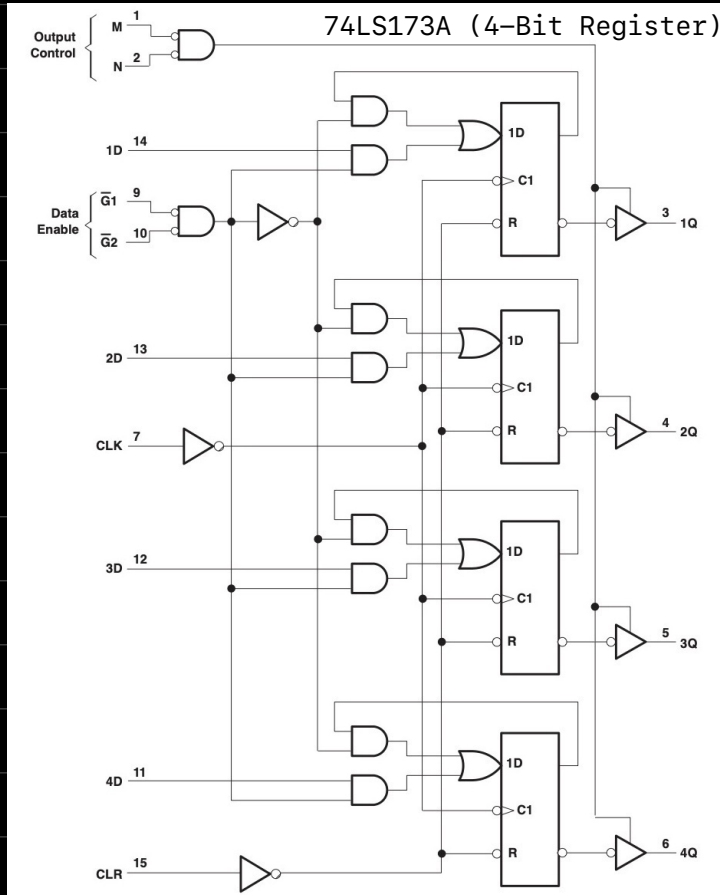 74LS173A (4-Bit Register)
Output
Control
M 1
N 2
1D 14
Data
Enable
G̅1 9
G̅2 10
1D
C1
R
3 1Q
2D 13
1D
C1
R
4 2Q
CLK 7
3D 12
1D
C1
R
5 3Q
4D 11
1D
C1
R
6 4Q
CLR 15